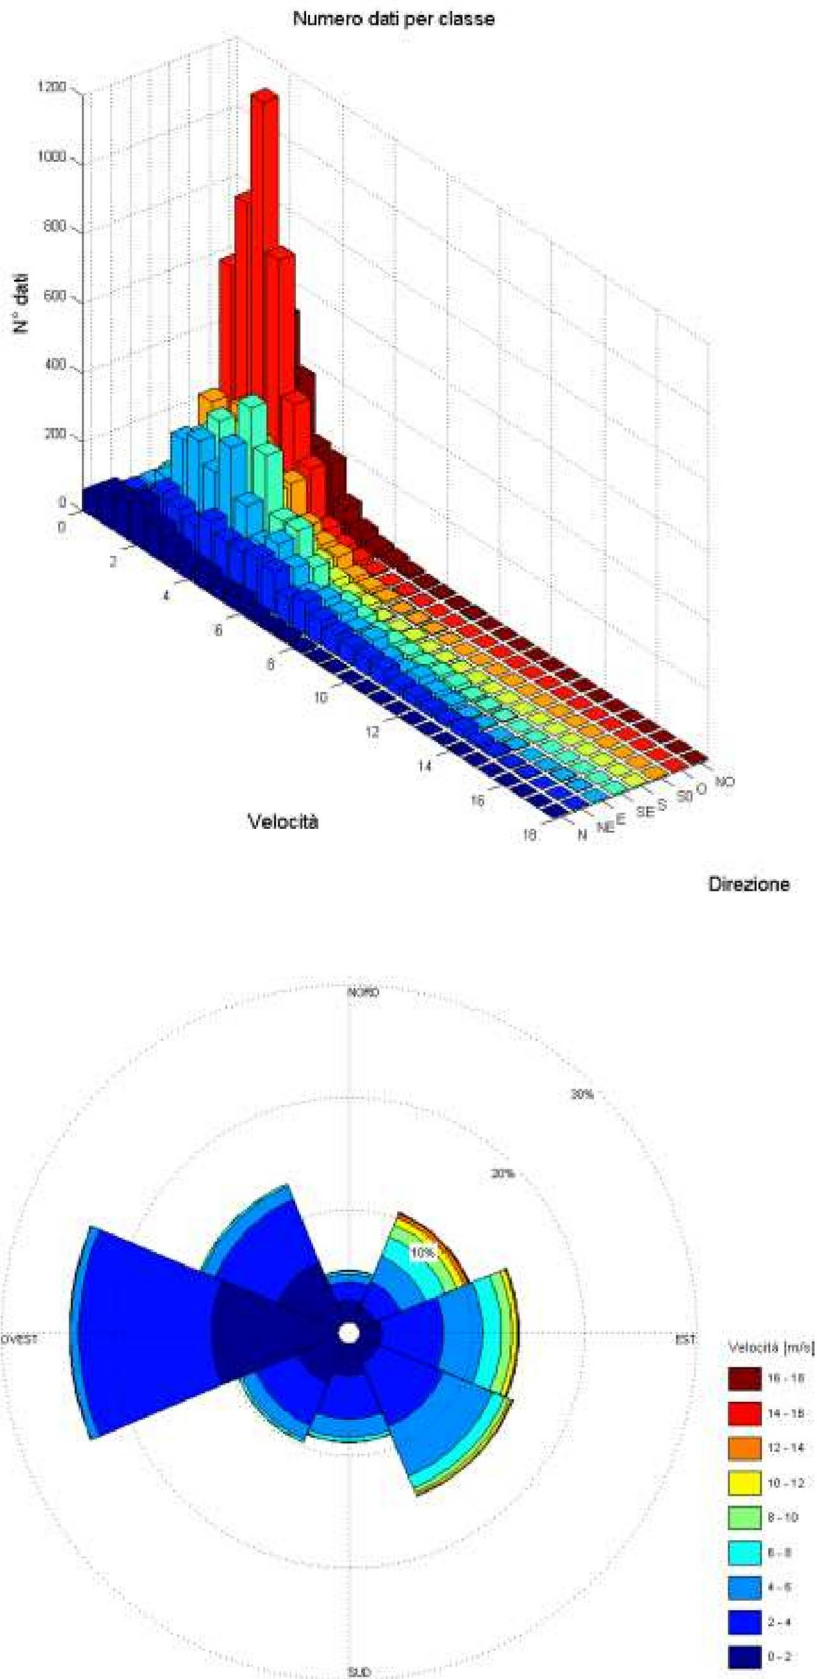 Numero dati per classe
1200
1000
800
600
400
200
0
N° dati
0
2
4
6
8
10
12
14
16
18
Velocità
N
NE
E
SE
S
SO
O
NO
Direzione
NORD
30%
20%
10%
OVEST
EST
SUD
Velocità [m/s]
16 - 18
14 - 16
12 - 14
10 - 12
8 - 10
6 - 8
4 - 6
2 - 4
0 - 2